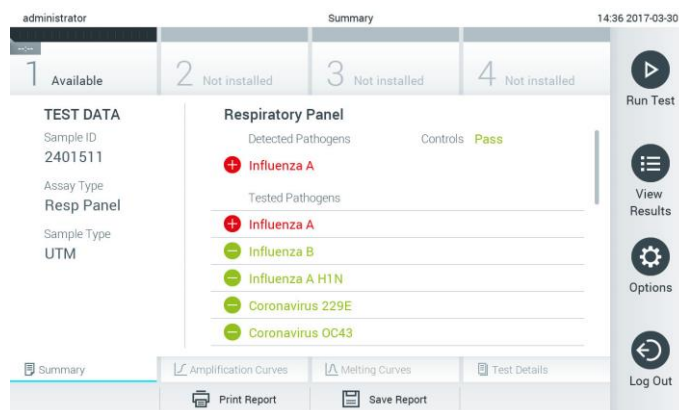 administrator Summary 14:36 2017-03-30
--:--
1 Available 2 Not installed 3 Not installed 4 Not installed
Run Test
TEST DATA
Sample ID
2401511
Assay Type
Resp Panel
Sample Type
UTM
Respiratory Panel
Detected Pathogens Controls Pass
Influenza A
Tested Pathogens
Influenza A
Influenza B
Influenza A H1N
Coronavirus 229E
Coronavirus OC43
View
Results
Options
Log Out
Summary Amplification Curves Melting Curves Test Details
Print Report Save Report